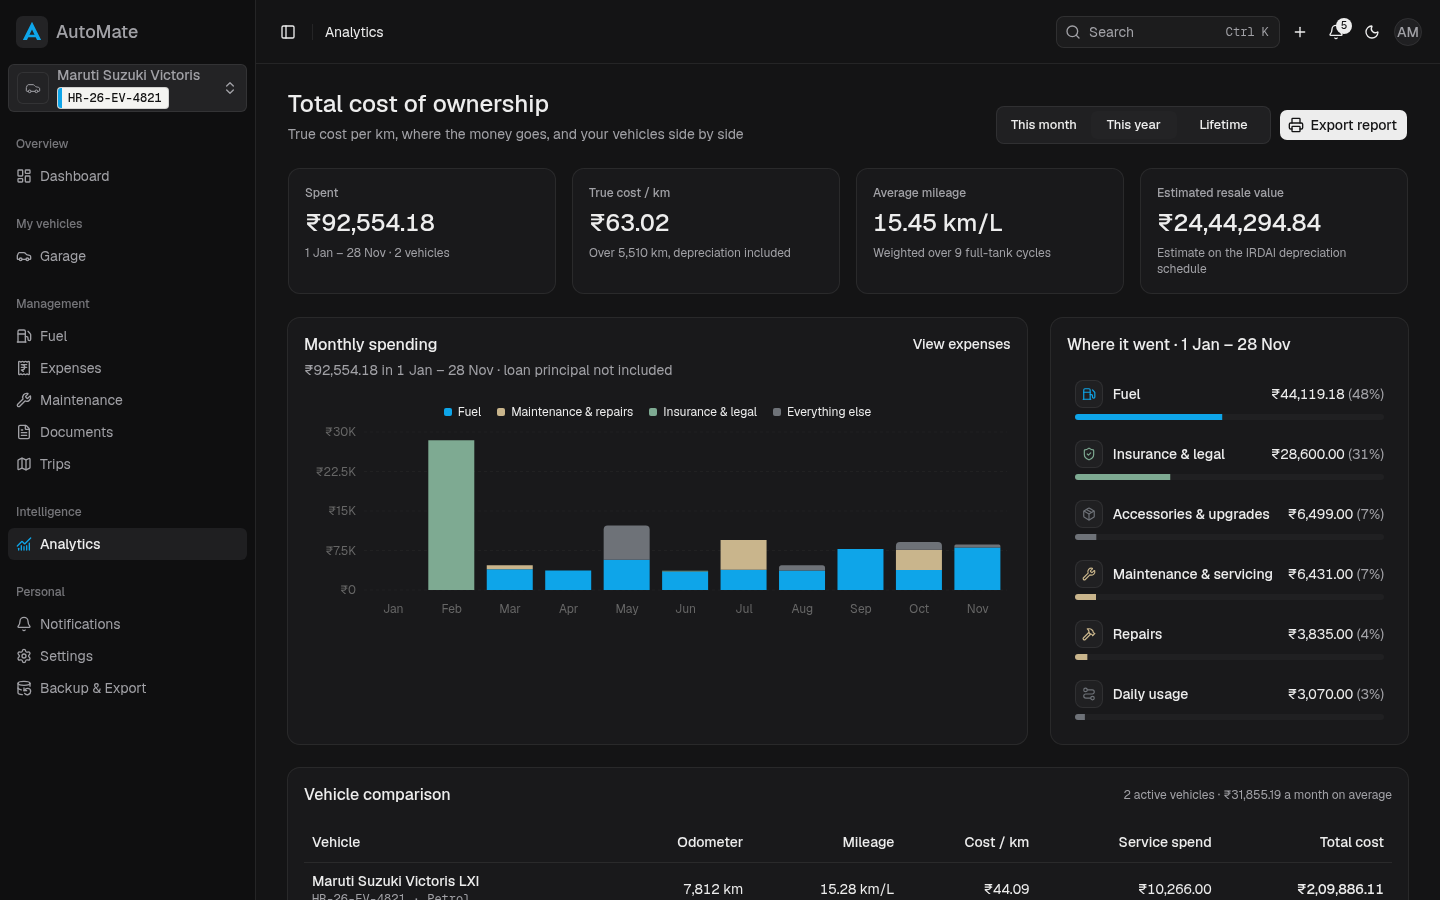 AutoMate
Maruti Suzuki Victoris
HR-26-EV-4821
Overview
Dashboard
My vehicles
Garage
Management
Fuel
Expenses
Maintenance
Documents
Trips
Intelligence
Analytics
Personal
Notifications
Settings
Backup & Export
Analytics
Search Ctrl K
5
AM
Total cost of ownership
True cost per km, where the money goes, and your vehicles side by side
This month This year Lifetime
Export report
Spent
₹92,554.18
1 Jan – 28 Nov · 2 vehicles
True cost / km
₹63.02
Over 5,510 km, depreciation included
Average mileage
15.45 km/L
Weighted over 9 full-tank cycles
Estimated resale value
₹24,44,294.84
Estimate on the IRDAI depreciation
schedule
Monthly spending
View expenses
₹92,554.18 in 1 Jan – 28 Nov · loan principal not included
Fuel Maintenance & repairs Insurance & legal Everything else
₹30K
₹22.5K
₹15K
₹7.5K
₹0
Jan Feb Mar Apr May Jun Jul Aug Sep Oct Nov
Where it went · 1 Jan – 28 Nov
Fuel ₹44,119.18 (48%)
Insurance & legal ₹28,600.00 (31%)
Accessories & upgrades ₹6,499.00 (7%)
Maintenance & servicing ₹6,431.00 (7%)
Repairs ₹3,835.00 (4%)
Daily usage ₹3,070.00 (3%)
Vehicle comparison
2 active vehicles · ₹31,855.19 a month on average
Vehicle Odometer Mileage Cost / km Service spend Total cost
Maruti Suzuki Victoris LXI
HR-26-EV-4821 · Petrol
7,812 km 15.28 km/L ₹44.09 ₹10,266.00 ₹2,09,886.11